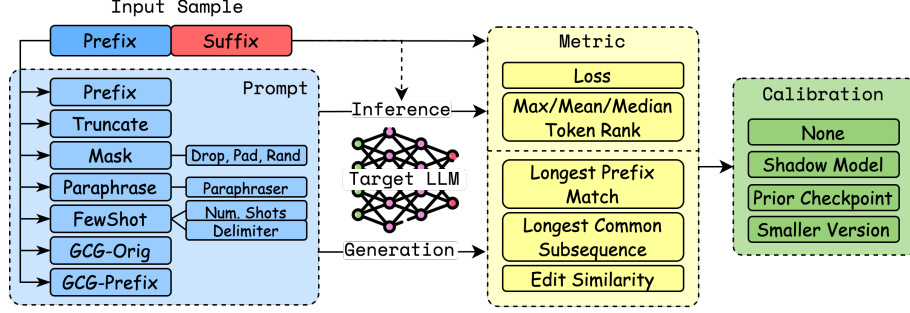 Input Sample
Prefix
Suffix
Prompt
Prefix
Truncate
Mask
Drop, Pad, Rand
Paraphrase
Paraphraser
FewShot
Num. Shots
Delimiter
GCG-Orig
GCG-Prefix
Inference
Target LLM
Generation
Metric
Loss
Max/Mean/Median
Token Rank
Longest Prefix
Match
Longest Common
Subsequence
Edit Similarity
Calibration
None
Shadow Model
Prior Checkpoint
Smaller Version